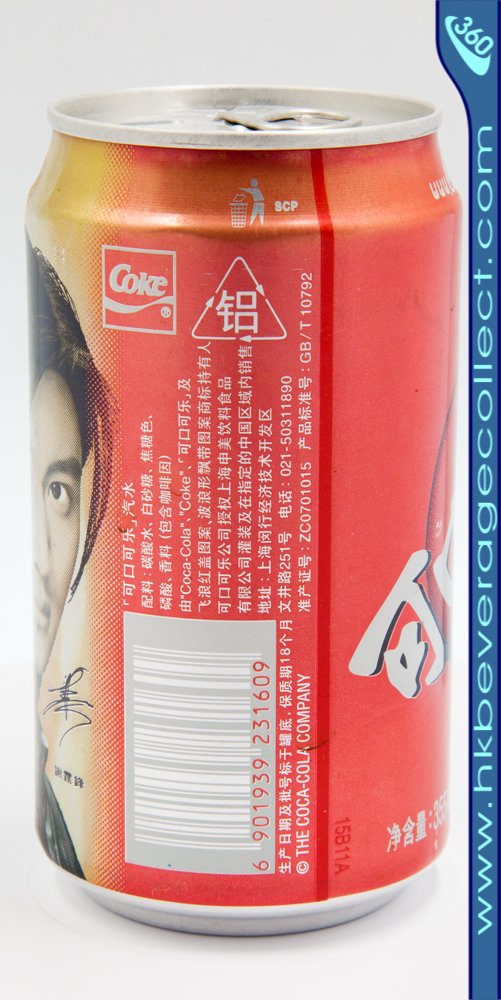 360
www.hkbeveragecollect.com
SCP
Coke
®
铝
「可口可乐」汽水
配料：碳酸水、白砂糖、焦糖色、
磷酸、香料（包含咖啡因）
由"Coca-Cola"、"Coke"、「可口可乐」及
飞浪红盖图案、波浪形飘带图案商标持有人
可口可乐公司授权上海申美饮料食品
有限公司灌装及在指定的中国区域内销售
地址：上海闵行经济技术开发区
文井路251号 电话：021-50311890
准产证号：ZC0701015 产品标准号：GB/T 10792
6 901939 231609
生产日期及批号标于罐底，保质期18个月
© THE COCA-COLA COMPANY
15B11A
谢霆锋
可
净含量：355